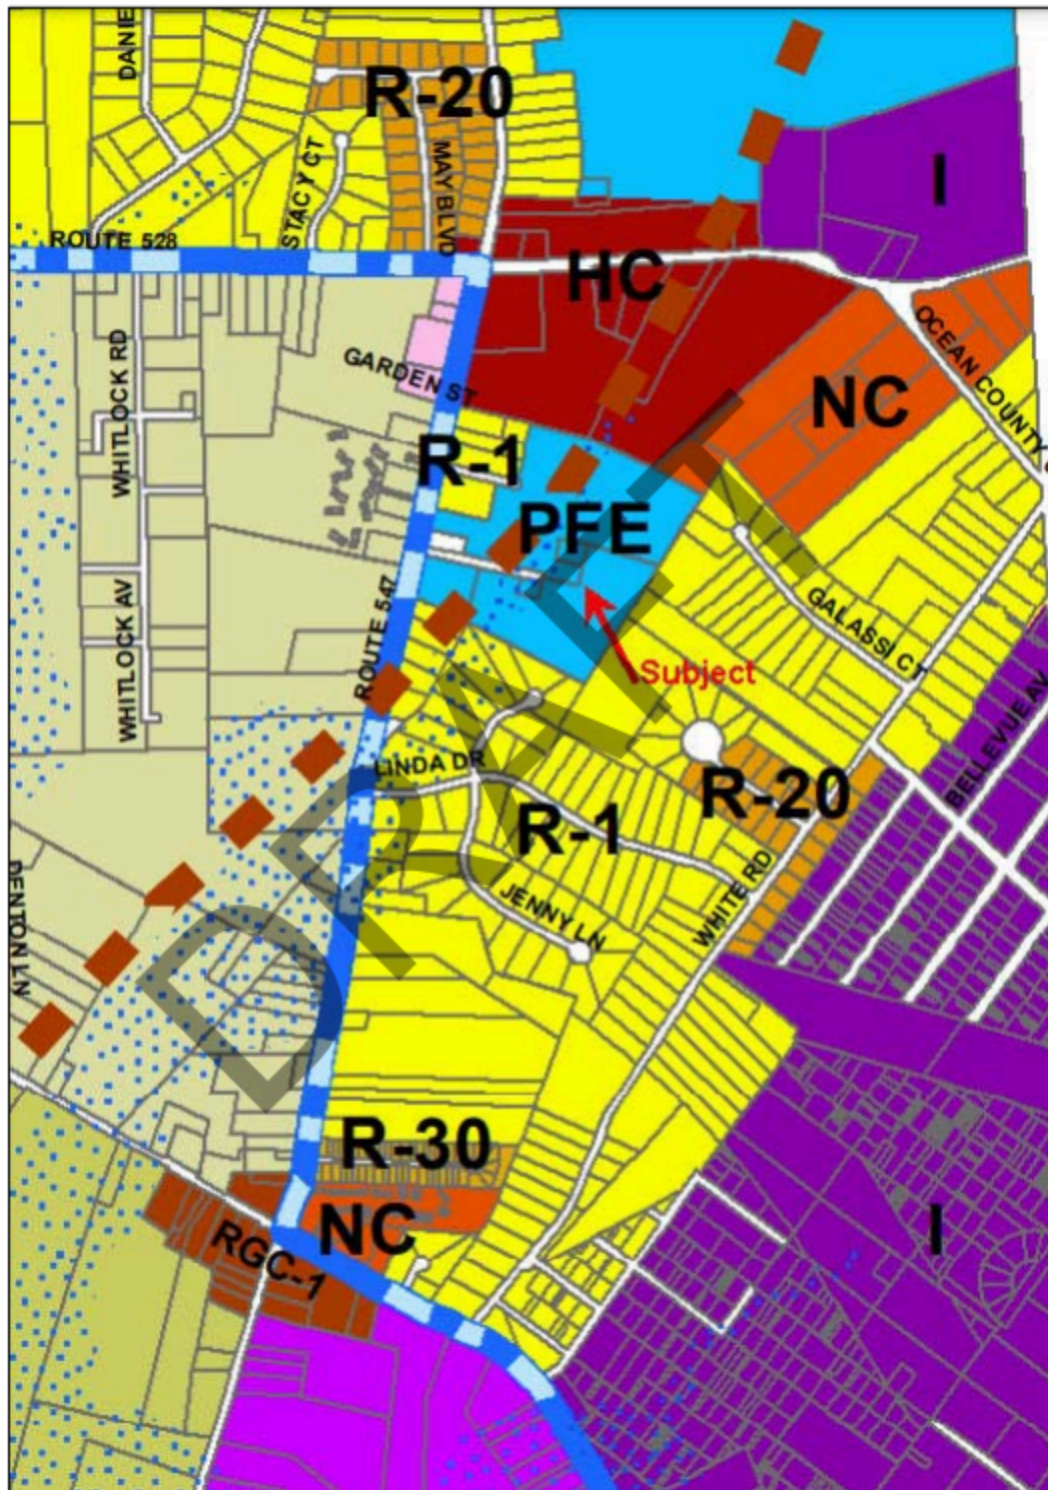 DANIE
R-20
STACY CT
MAY BLVD
I
ROUTE 528
HC
OCEAN COUNTY
WHITLOCK RD
GARDEN ST
NC
R-1
PFE
WHITLOCK AV
ROUTE 547
GALASSI CT
Subject
BELLEVUE AV
LINDA DR
R-20
R-1
DENTON LN
JENNY LN
WHITE RD
DRAFT
R-30
NC
RGC-1
I